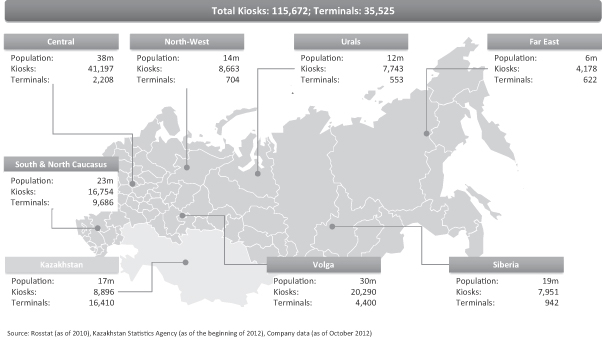 Total Kiosks: 115,672; Terminals: 35,525
Central
Population: 38m
Kiosks: 41,197
Terminals: 2,208
North-West
Population: 14m
Kiosks: 8,663
Terminals: 704
Urals
Population: 12m
Kiosks: 7,743
Terminals: 553
Far East
Population: 6m
Kiosks: 4,178
Terminals: 622
South & North Caucasus
Population: 23m
Kiosks: 16,754
Terminals: 9,686
Kazakhstan
Population: 17m
Kiosks: 8,896
Terminals: 16,410
Volga
Population: 30m
Kiosks: 20,290
Terminals: 4,400
Siberia
Population: 19m
Kiosks: 7,951
Terminals: 942
Source: Rosstat (as of 2010), Kazakhstan Statistics Agency (as of the beginning of 2012), Company data (as of October 2012)